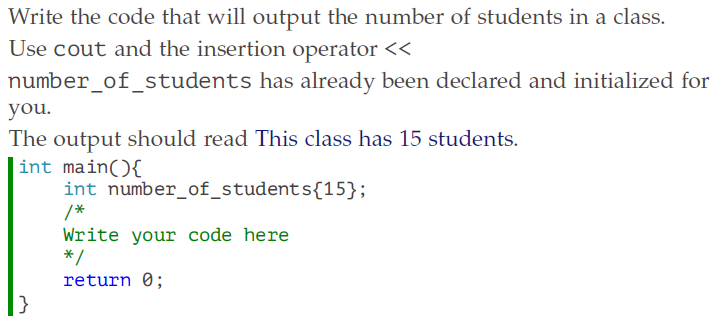 Write the code that will output the number of students in a class.
Use cout and the insertion operator <<
number_of_students has already been declared and initialized for
you.
The output should read This class has 15 students.
int main(){
    int number_of_students{15};
    /*
    Write your code here
    */
    return 0;
}